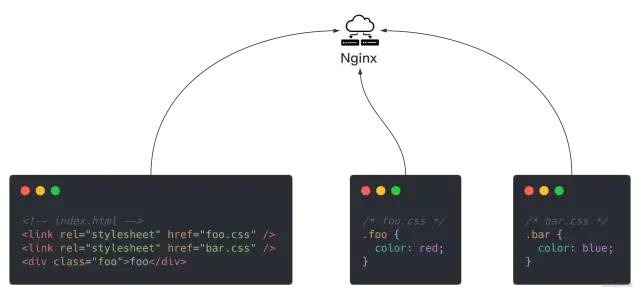 Nginx
<!-- index.html -->
<link rel="stylesheet" href="foo.css" />
<link rel="stylesheet" href="bar.css" />
<div class="foo">foo</div>
/* foo.css */
.foo {
  color: red;
}
/* bar.css */
.bar {
  color: blue;
}